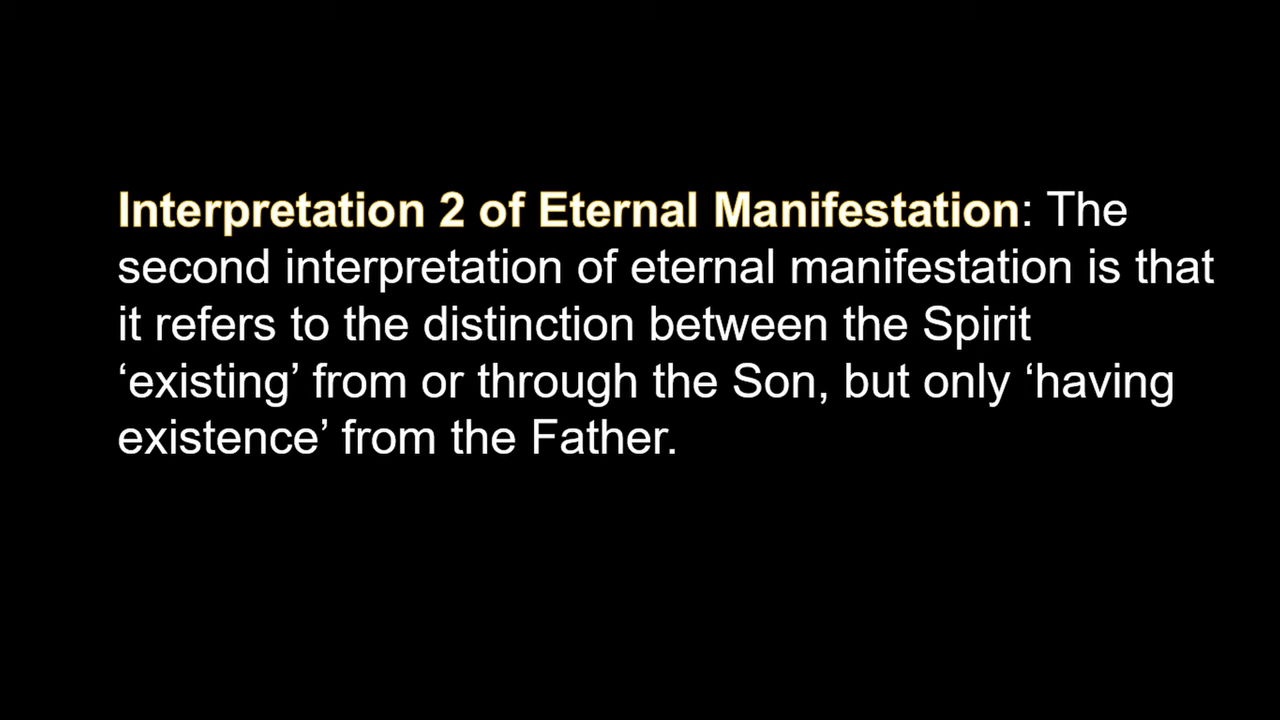 Interpretation 2 of Eternal Manifestation: The
second interpretation of eternal manifestation is that
it refers to the distinction between the Spirit
‘existing’ from or through the Son, but only ‘having
existence’ from the Father.